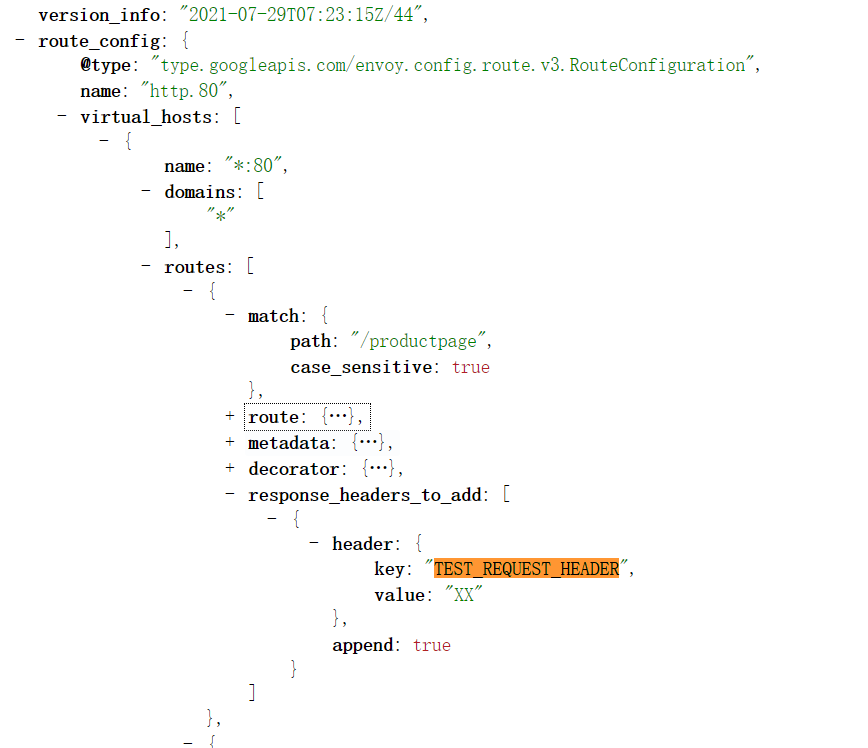 version_info: "2021-07-29T07:23:15Z/44",
- route_config: {
@type: "type.googleapis.com/envoy.config.route.v3.RouteConfiguration",
name: "http.80",
- virtual_hosts: [
- {
name: "*:80",
- domains: [
"*"
],
- routes: [
- {
- match: {
path: "/productpage",
case_sensitive: true
},
+ route: {…},
+ metadata: {…},
+ decorator: {…},
- response_headers_to_add: [
- {
- header: {
key: "TEST_REQUEST_HEADER",
value: "XX"
},
append: true
}
]
},
- {